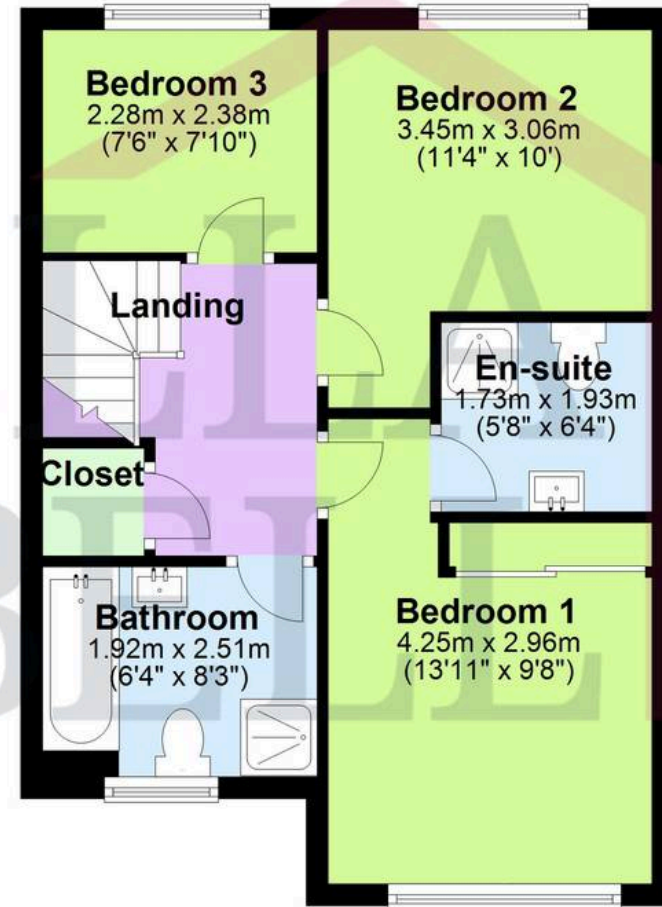 Bedroom 3
2.28m x 2.38m
(7'6" x 7'10")
Bedroom 2
3.45m x 3.06m
(11'4" x 10')
Landing
En-suite
1.73m x 1.93m
(5'8" x 6'4")
Closet
Bathroom
1.92m x 2.51m
(6'4" x 8'3")
Bedroom 1
4.25m x 2.96m
(13'11" x 9'8")